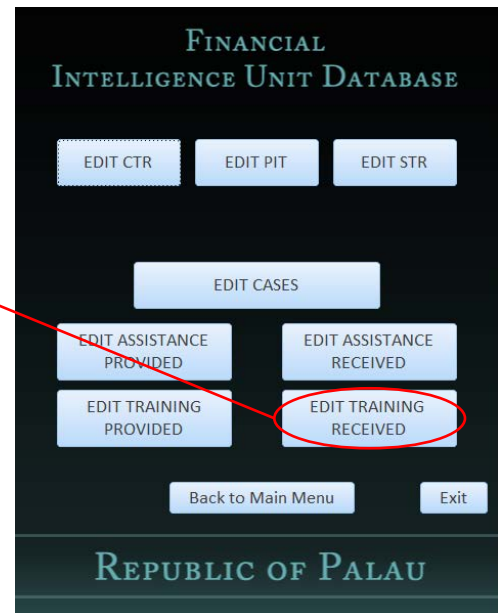 FINANCIAL
INTELLIGENCE UNIT DATABASE
EDIT CTR
EDIT PIT
EDIT STR
EDIT CASES
EDIT ASSISTANCE
PROVIDED
EDIT ASSISTANCE
RECEIVED
EDIT TRAINING
PROVIDED
EDIT TRAINING
RECEIVED
Back to Main Menu
Exit
REPUBLIC OF PALAU